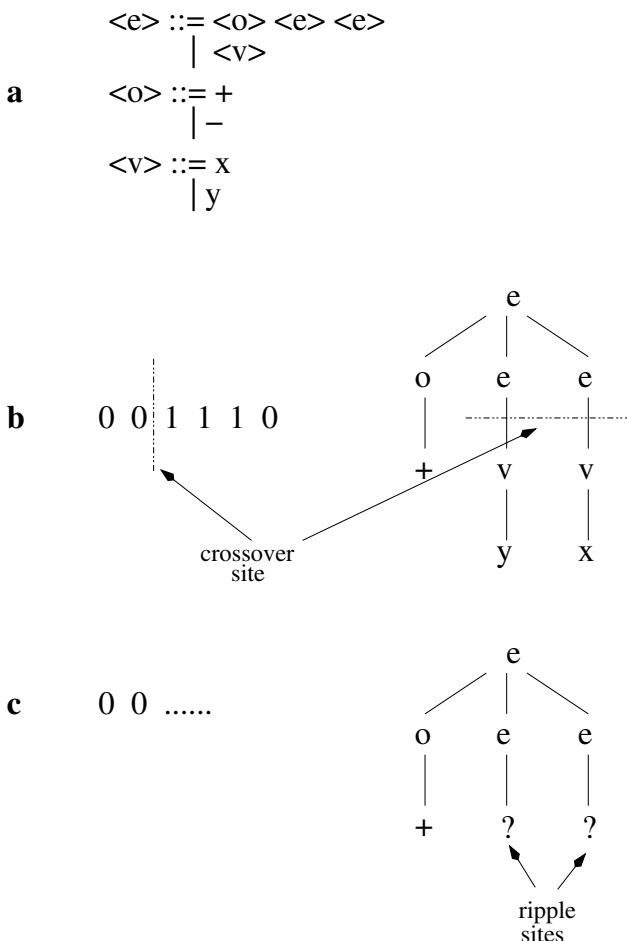 <e> ::= <o> <e> <e>
| <v>
a <o> ::= +
| −
<v> ::= x
| y
e
o e e
b 0 0 1 1 1 0
+ v v
crossover
site
y x
e
c 0 0 ......
o e e
+ ? ?
ripple
sites